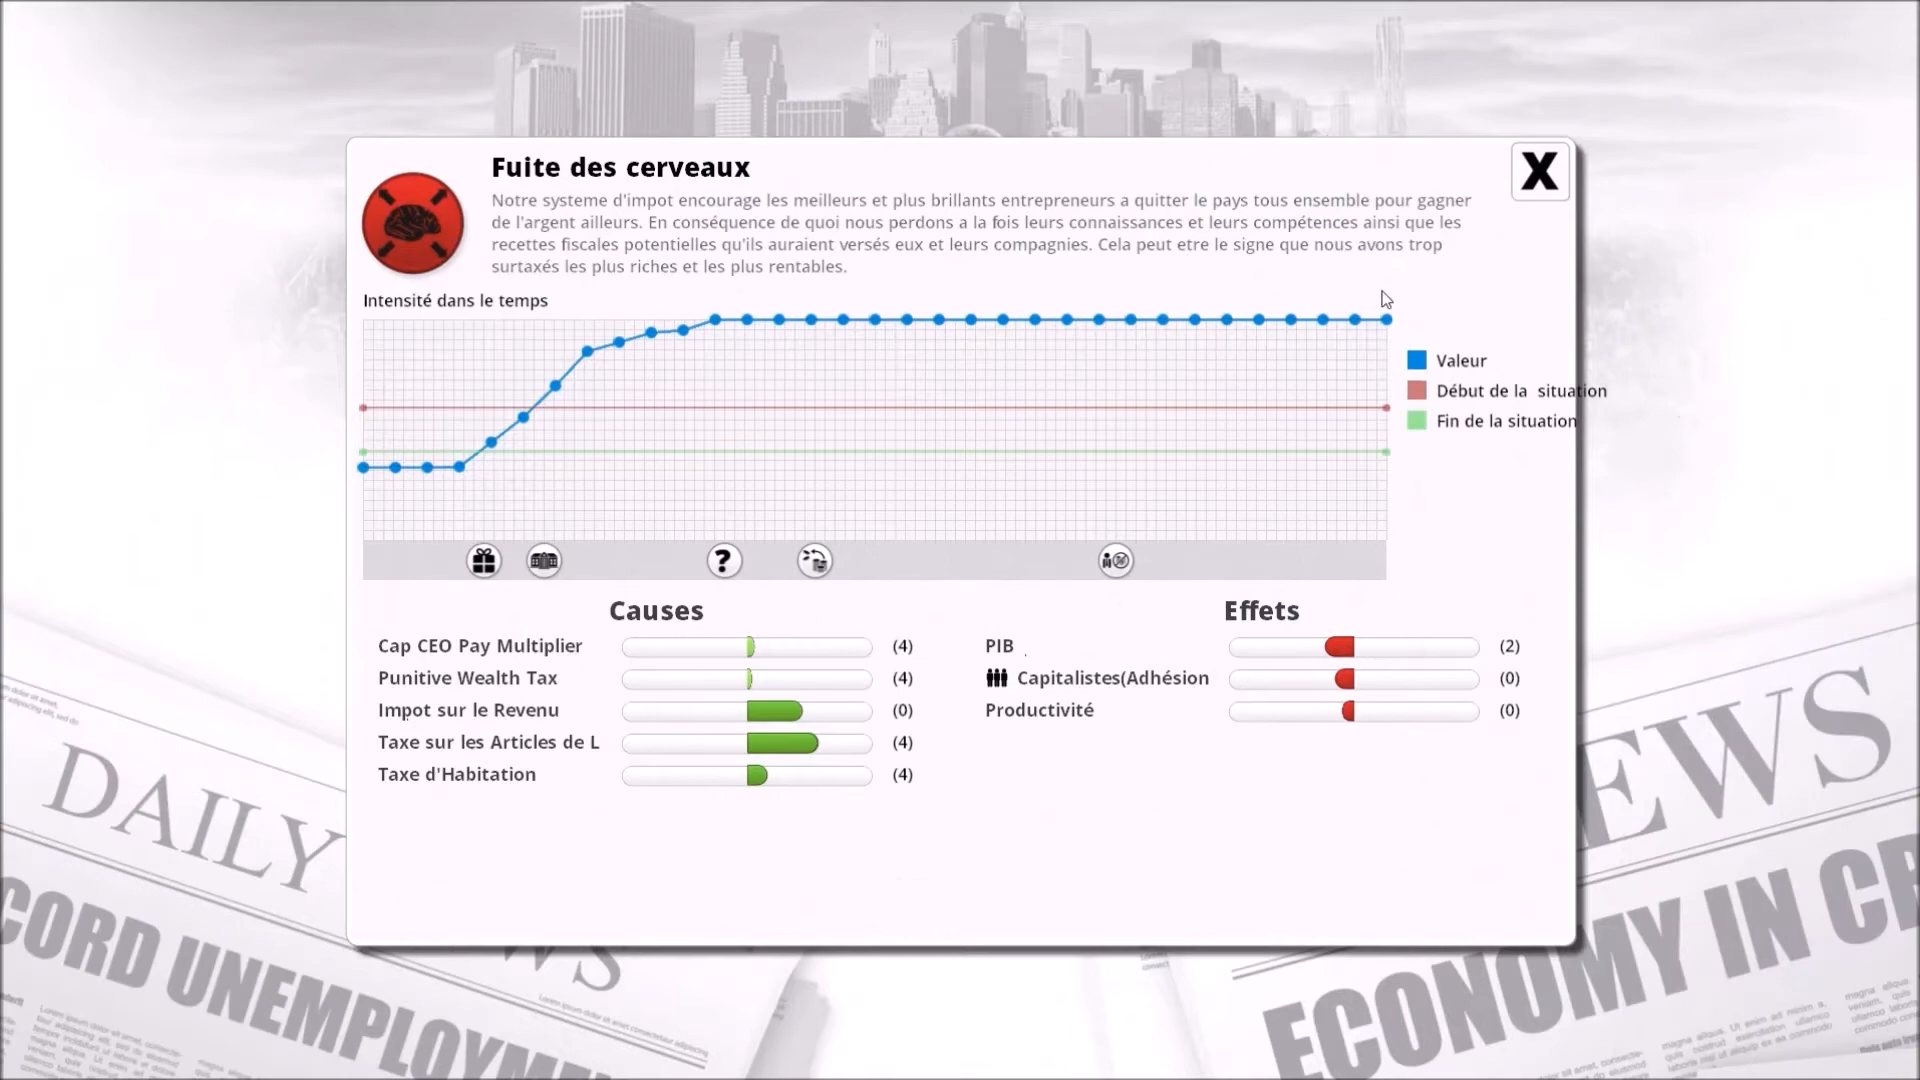 Fuite des cerveaux
X
Notre systeme d'impot encourage les meilleurs et plus brillants entrepreneurs a quitter le pays tous ensemble pour gagner
de l'argent ailleurs. En conséquence de quoi nous perdons a la fois leurs connaissances et leurs compétences ainsi que les
recettes fiscales potentielles qu'ils auraient versés eux et leurs compagnies. Cela peut etre le signe que nous avons trop
surtaxés les plus riches et les plus rentables.
Intensité dans le temps
Valeur
Début de la situation
Fin de la situation
?
Causes
Cap CEO Pay Multiplier (4)
Punitive Wealth Tax (4)
Impot sur le Revenu (0)
Taxe sur les Articles de L (4)
Taxe d'Habitation (4)
Effets
PIB (2)
Capitalistes(Adhésion (0)
Productivité (0)
DAILY
EWS
WS
CORD UNEMPLOYME
ECONOMY IN CR